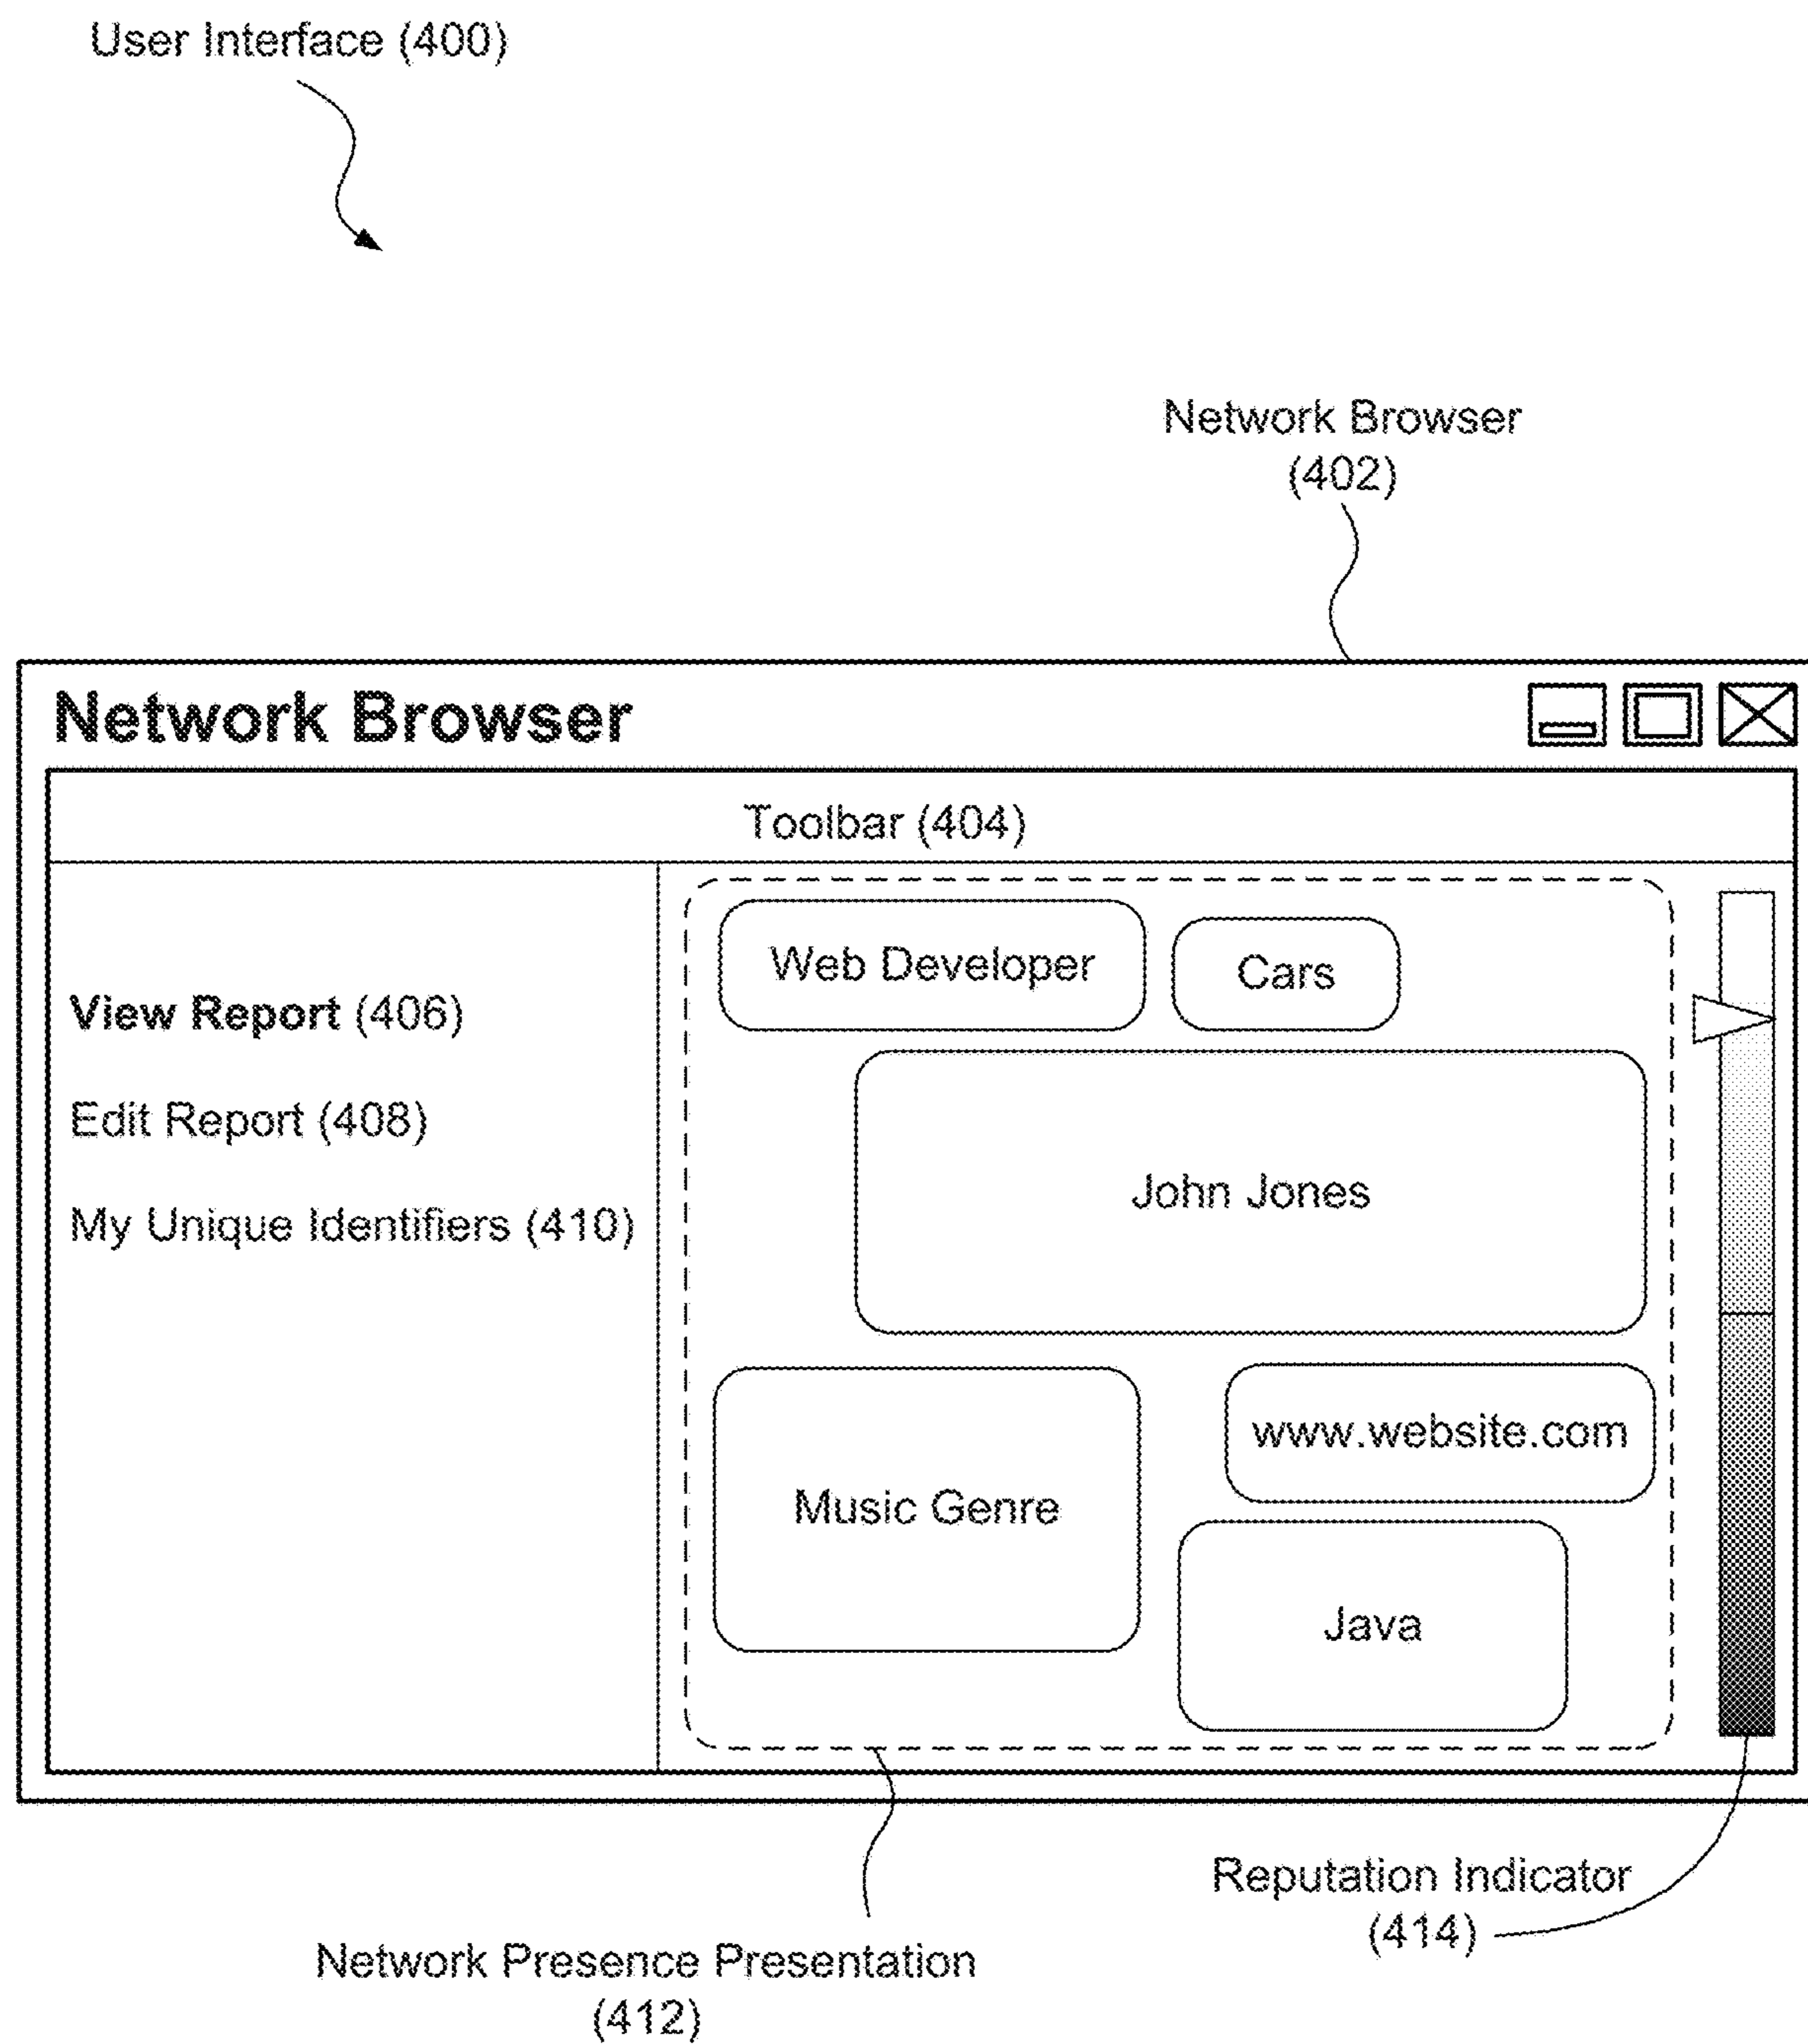 User Interface (400)
Network Browser
(402)
Network Browser
Toolbar (404)
View Report (406)
Edit Report (408)
My Unique Identifiers (410)
Web Developer
Cars
John Jones
Music Genre
www.website.com
Java
Reputation Indicator
(414)
Network Presence Presentation
(412)